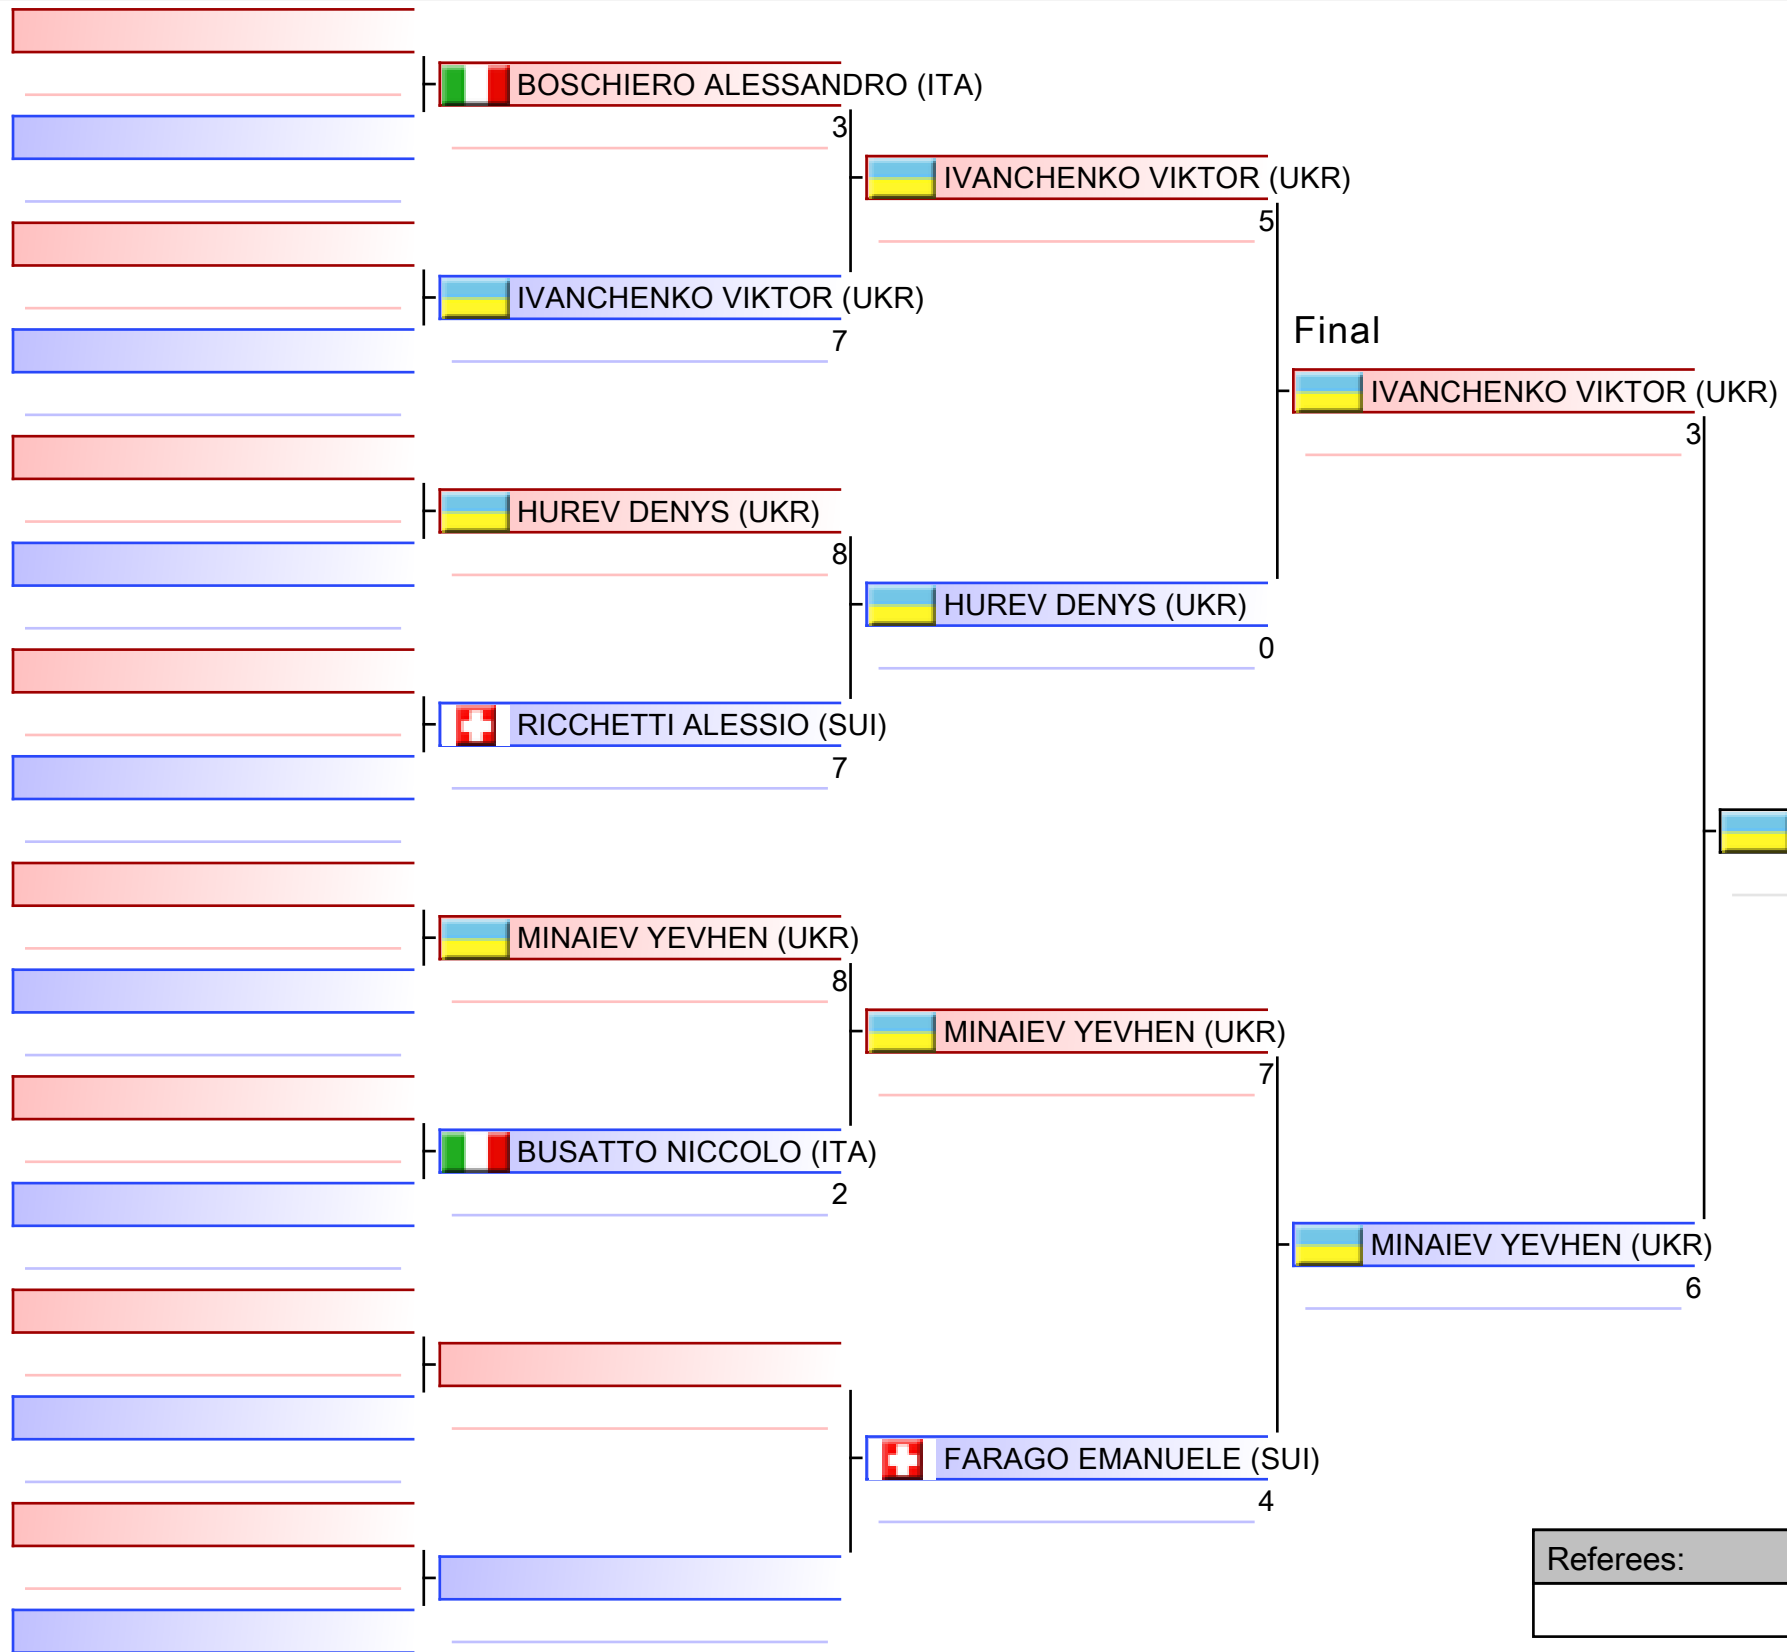 BOSCHIERO ALESSANDRO (ITA)
3
IVANCHENKO VIKTOR (UKR)
5
IVANCHENKO VIKTOR (UKR)
7
Final
IVANCHENKO VIKTOR (UKR)
3
HUREV DENYS (UKR)
8
HUREV DENYS (UKR)
0
RICCHETTI ALESSIO (SUI)
7
MINAIEV YEVHEN (UKR)
8
MINAIEV YEVHEN (UKR)
7
BUSATTO NICCOLO (ITA)
2
MINAIEV YEVHEN (UKR)
6
FARAGO EMANUELE (SUI)
4
Referees: